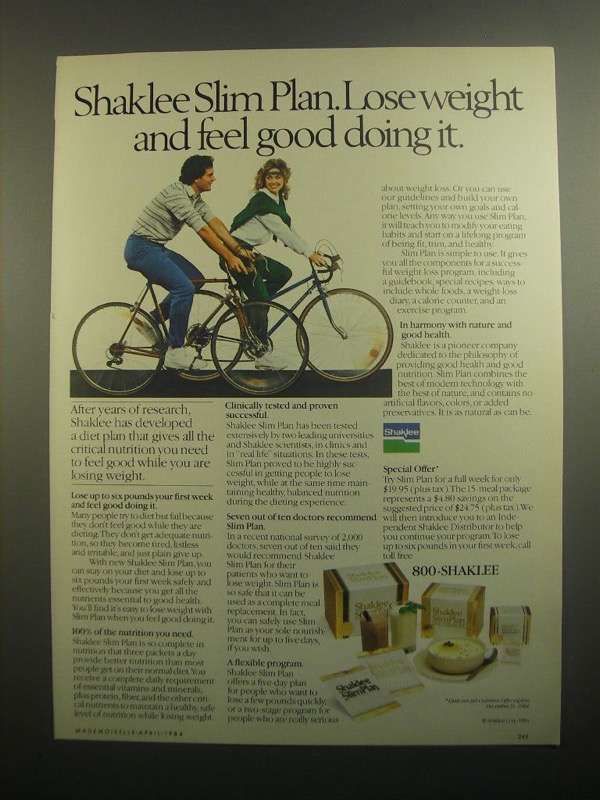 Shaklee Slim Plan. Lose weight
and feel good doing it.
After years of research,
Shaklee has developed
a diet plan that gives all the
critical nutrition you need
to feel good while you are
losing weight.
Lose up to six pounds your first week
and feel good doing it.
Many people try to diet but fail because
they don't feel good while they are
dieting. They don't get adequate nutri-
tion, so they become tired, listless
and irritable, and just plain give up.
With new Shaklee Slim Plan, you
can stay on your diet and lose up to
six pounds your first week safely and
effectively because you get all the
nutrients essential to good health.
You'll find it's easy to lose weight with
Slim Plan when you feel good doing it.
100% of the nutrition you need.
Shaklee Slim Plan is so complete in
nutrition that three packets a day
provide better nutrition than most
people get on their normal diet. You
receive a complete daily requirement
of essential vitamins and minerals,
plus protein, fiber, and the other criti-
cal nutrients to maintain a healthy, safe
level of nutrition while losing weight.
Clinically tested and proven
successful.
Shaklee Slim Plan has been tested
extensively by two leading universities
and Shaklee scientists, in clinics and
in "real life" situations. In these tests,
Slim Plan proved to be highly suc-
cessful in getting people to lose
weight, while at the same time main-
taining healthy, balanced nutrition
during the dieting experience.
Seven out of ten doctors recommend
Slim Plan.
In a recent national survey of 2,000
doctors, seven out of ten said they
would recommend Shaklee
Slim Plan for their
patients who want to
lose weight. Slim Plan is
so safe that it can be
used as a complete meal
replacement. In fact,
you can safely use Slim
Plan as your sole nourish-
ment for up to five days,
if you wish.
A flexible program.
Shaklee Slim Plan
offers a five-day plan
for people who want to
lose a few pounds quickly,
or a two-stage program for
people who are really serious
about weight loss. Or you can use
our guidelines and build your own
plan, setting your own goals and cal-
orie levels. Any way you use Slim Plan,
it will teach you to modify your eating
habits and start on a lifelong program
of being fit, trim, and healthy.
Slim Plan is simple to use. It gives
you all the components for a success-
ful weight loss program, including
a guidebook, special recipes, ways to
include whole foods, a weight-loss
diary, a calorie counter, and an
exercise program.
In harmony with nature and
good health.
Shaklee is a pioneer company
dedicated to the philosophy of
providing good health and good
nutrition. Slim Plan combines the
best of modern technology with
the best of nature, and contains no
artificial flavors, colors, or added
preservatives. It is as natural as can be.
Shaklee
Special Offer*
Try Slim Plan for a full week for only
$19.95 (plus tax). The 15-meal package
represents a $4.80 savings on the
suggested price of $24.75 (plus tax). We
will then introduce you to an Inde-
pendent Shaklee Distributor to help
you continue your program. To lose
up to six pounds in your first week, call
toll free
800-SHAKLEE
Shaklee
Slim Plan
Shaklee
Slim Plan
Shaklee
SlimPlan
MADEMOISELLE·APRIL·1984
241